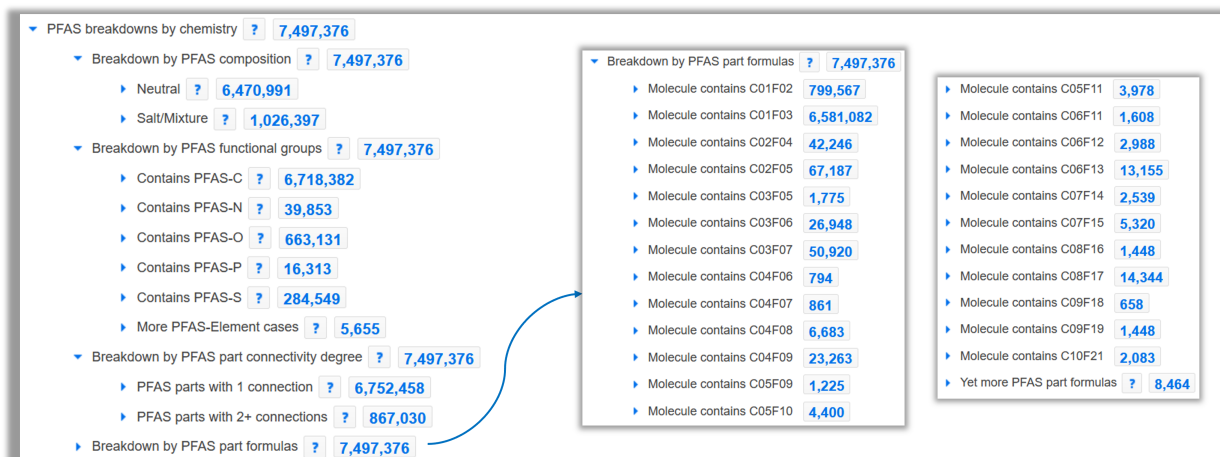 PFAS breakdowns by chemistry ? 7,497,376
Breakdown by PFAS composition ? 7,497,376
Neutral ? 6,470,991
Salt/Mixture ? 1,026,397
Breakdown by PFAS functional groups ? 7,497,376
Contains PFAS-C ? 6,718,382
Contains PFAS-N ? 39,853
Contains PFAS-O ? 663,131
Contains PFAS-P ? 16,313
Contains PFAS-S ? 284,549
More PFAS-Element cases ? 5,655
Breakdown by PFAS part connectivity degree ? 7,497,376
PFAS parts with 1 connection ? 6,752,458
PFAS parts with 2+ connections ? 867,030
Breakdown by PFAS part formulas ? 7,497,376
Breakdown by PFAS part formulas ? 7,497,376
Molecule contains C01F02 799,567
Molecule contains C01F03 6,581,082
Molecule contains C02F04 42,246
Molecule contains C02F05 67,187
Molecule contains C03F05 1,775
Molecule contains C03F06 26,948
Molecule contains C03F07 50,920
Molecule contains C04F06 794
Molecule contains C04F07 861
Molecule contains C04F08 6,683
Molecule contains C04F09 23,263
Molecule contains C05F09 1,225
Molecule contains C05F10 4,400
Molecule contains C05F11 3,978
Molecule contains C06F11 1,608
Molecule contains C06F12 2,988
Molecule contains C06F13 13,155
Molecule contains C07F14 2,539
Molecule contains C07F15 5,320
Molecule contains C08F16 1,448
Molecule contains C08F17 14,344
Molecule contains C09F18 658
Molecule contains C09F19 1,448
Molecule contains C10F21 2,083
Yet more PFAS part formulas ? 8,464